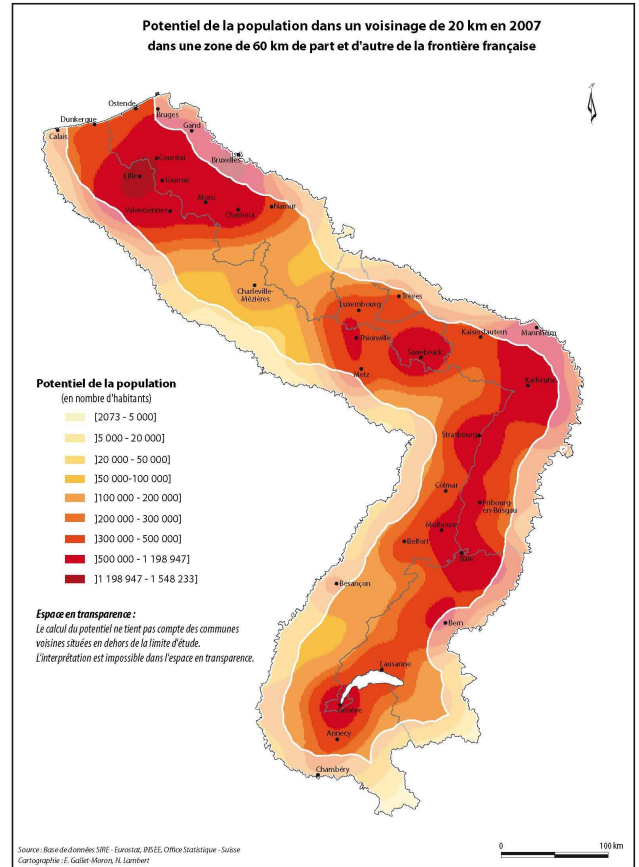 Potentiel de la population dans un voisinage de 20 km en 2007
dans une zone de 60 km de part et d'autre de la frontière française
Ostende
Bruges
Dunkerque
Calais
Gand
Bruxelles
Courtrai
Lille
Tournai
Mons
Valenciennes
Charleroi
Namur
Charleville-
Mézières
Luxembourg
Trèves
Thionville
Sarrebruck
Kaiserslautern
Mannheim
Metz
Karlsruhe
Strasbourg
Colmar
Fribourg-
en-Brisgau
Mulhouse
Belfort
Bâle
Besançon
Bern
Lausanne
Genève
Annecy
Chambéry
Potentiel de la population
(en nombre d'habitants)
[2073 - 5 000]
]5 000 - 20 000]
]20 000 - 50 000]
]50 000-100 000]
]100 000 - 200 000]
]200 000 - 300 000]
]300 000 - 500 000]
]500 000 - 1 198 947]
]1 198 947 - 1 548 233]
Espace en transparence :
Le calcul du potentiel ne tient pas compte des communes
voisines situées en dehors de la limite d'étude.
L'interprétation est impossible dans l'espace en transparence.
Source : Base de données SIRE - Eurostat, INSEE, Office Statistique - Suisse
Cartographie : E. Gallet-Moron, N. Lambert
0 100 km